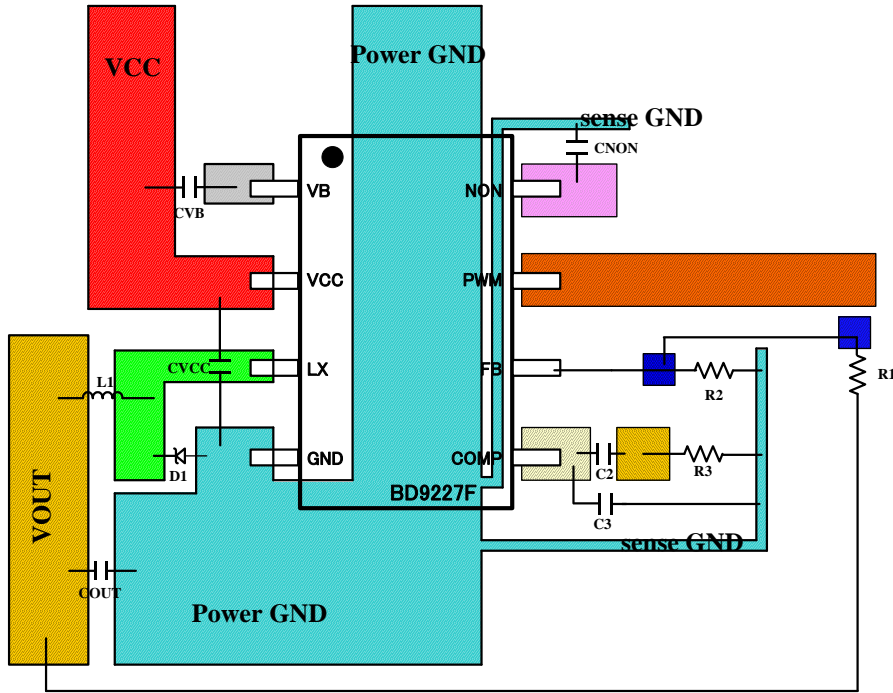 Power GND
VCC
sense GND
CNON
VB
NON
CVB
VCC
PWM
CVCC
LX
FB
L1
R2
R1
D1
GND
COMP
C2
R3
BD9227F
C3
VOUT
sense GND
COUT
Power GND